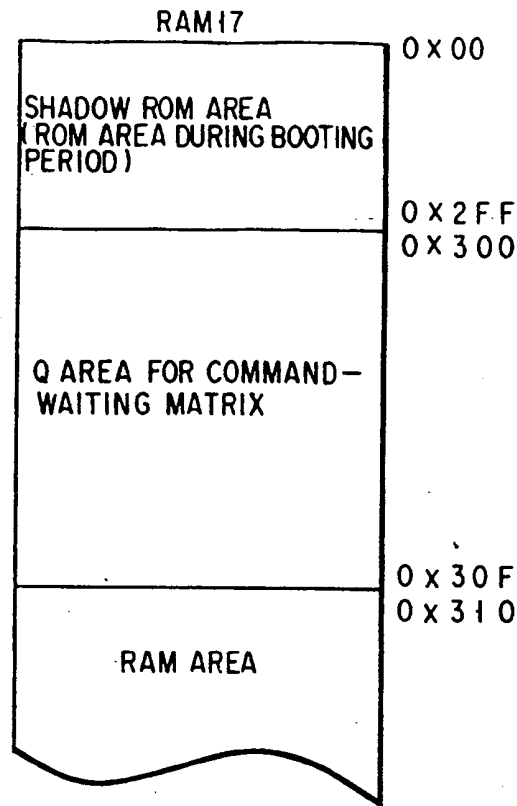 RAM17
0X00
SHADOW ROM AREA
(ROM AREA DURING BOOTING
PERIOD)
0X2FF
0X300
Q AREA FOR COMMAND-
WAITING MATRIX
0X30F
0X310
RAM AREA